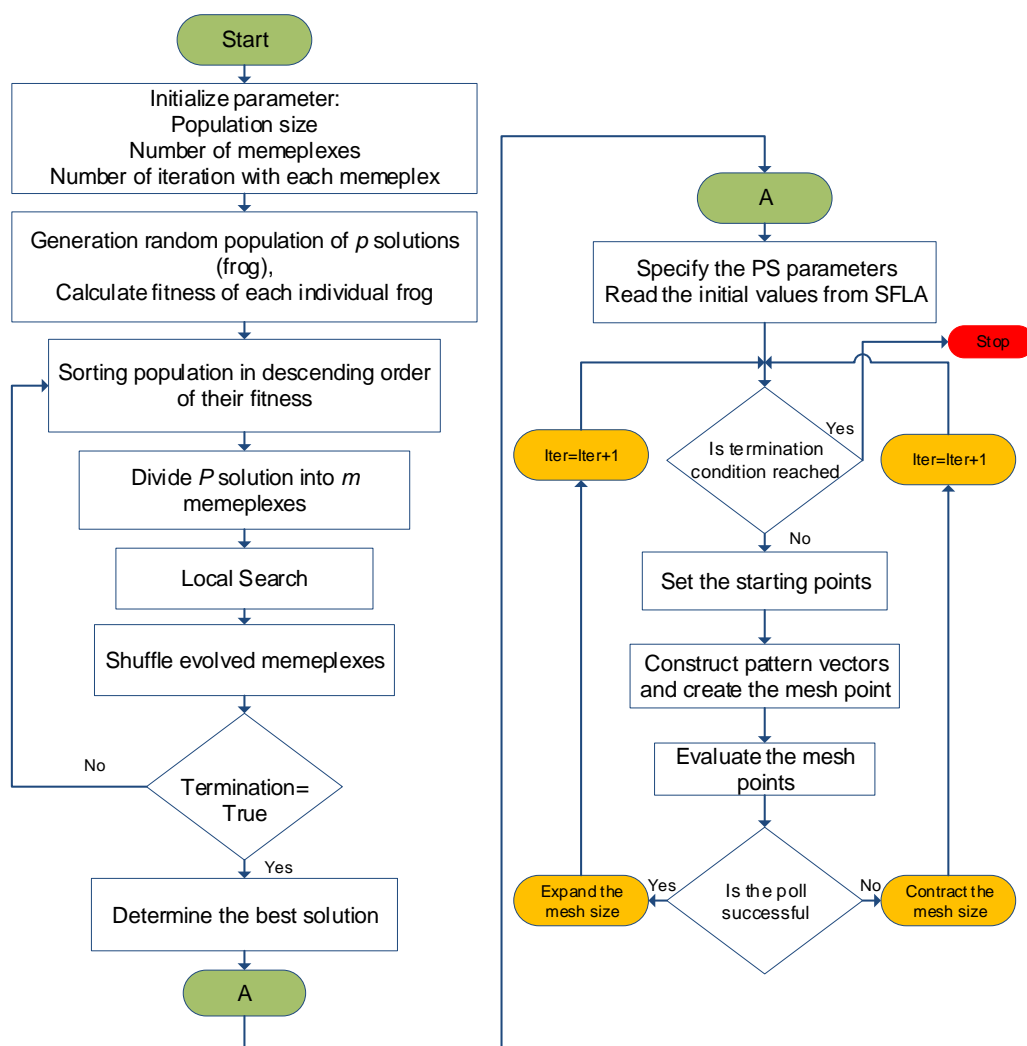 Start
Initialize parameter:
Population size
Number of memeplexes
Number of iteration with each memeplex
Generation random population of p solutions
(frog),
Calculate fitness of each individual frog
Sorting population in descending order
of their fitness
Divide P solution into m
memeplexes
Local Search
Shuffle evolved memeplexes
No
Termination=
True
Yes
Determine the best solution
A
A
Specify the PS parameters
Read the initial values from SFLA
Stop
Yes
Iter=Iter+1
Is termination
condition reached
Iter=Iter+1
No
Set the starting points
Construct pattern vectors
and create the mesh point
Evaluate the mesh
points
Expand the
mesh size
Yes
Is the poll
successful
No
Contract the
mesh size